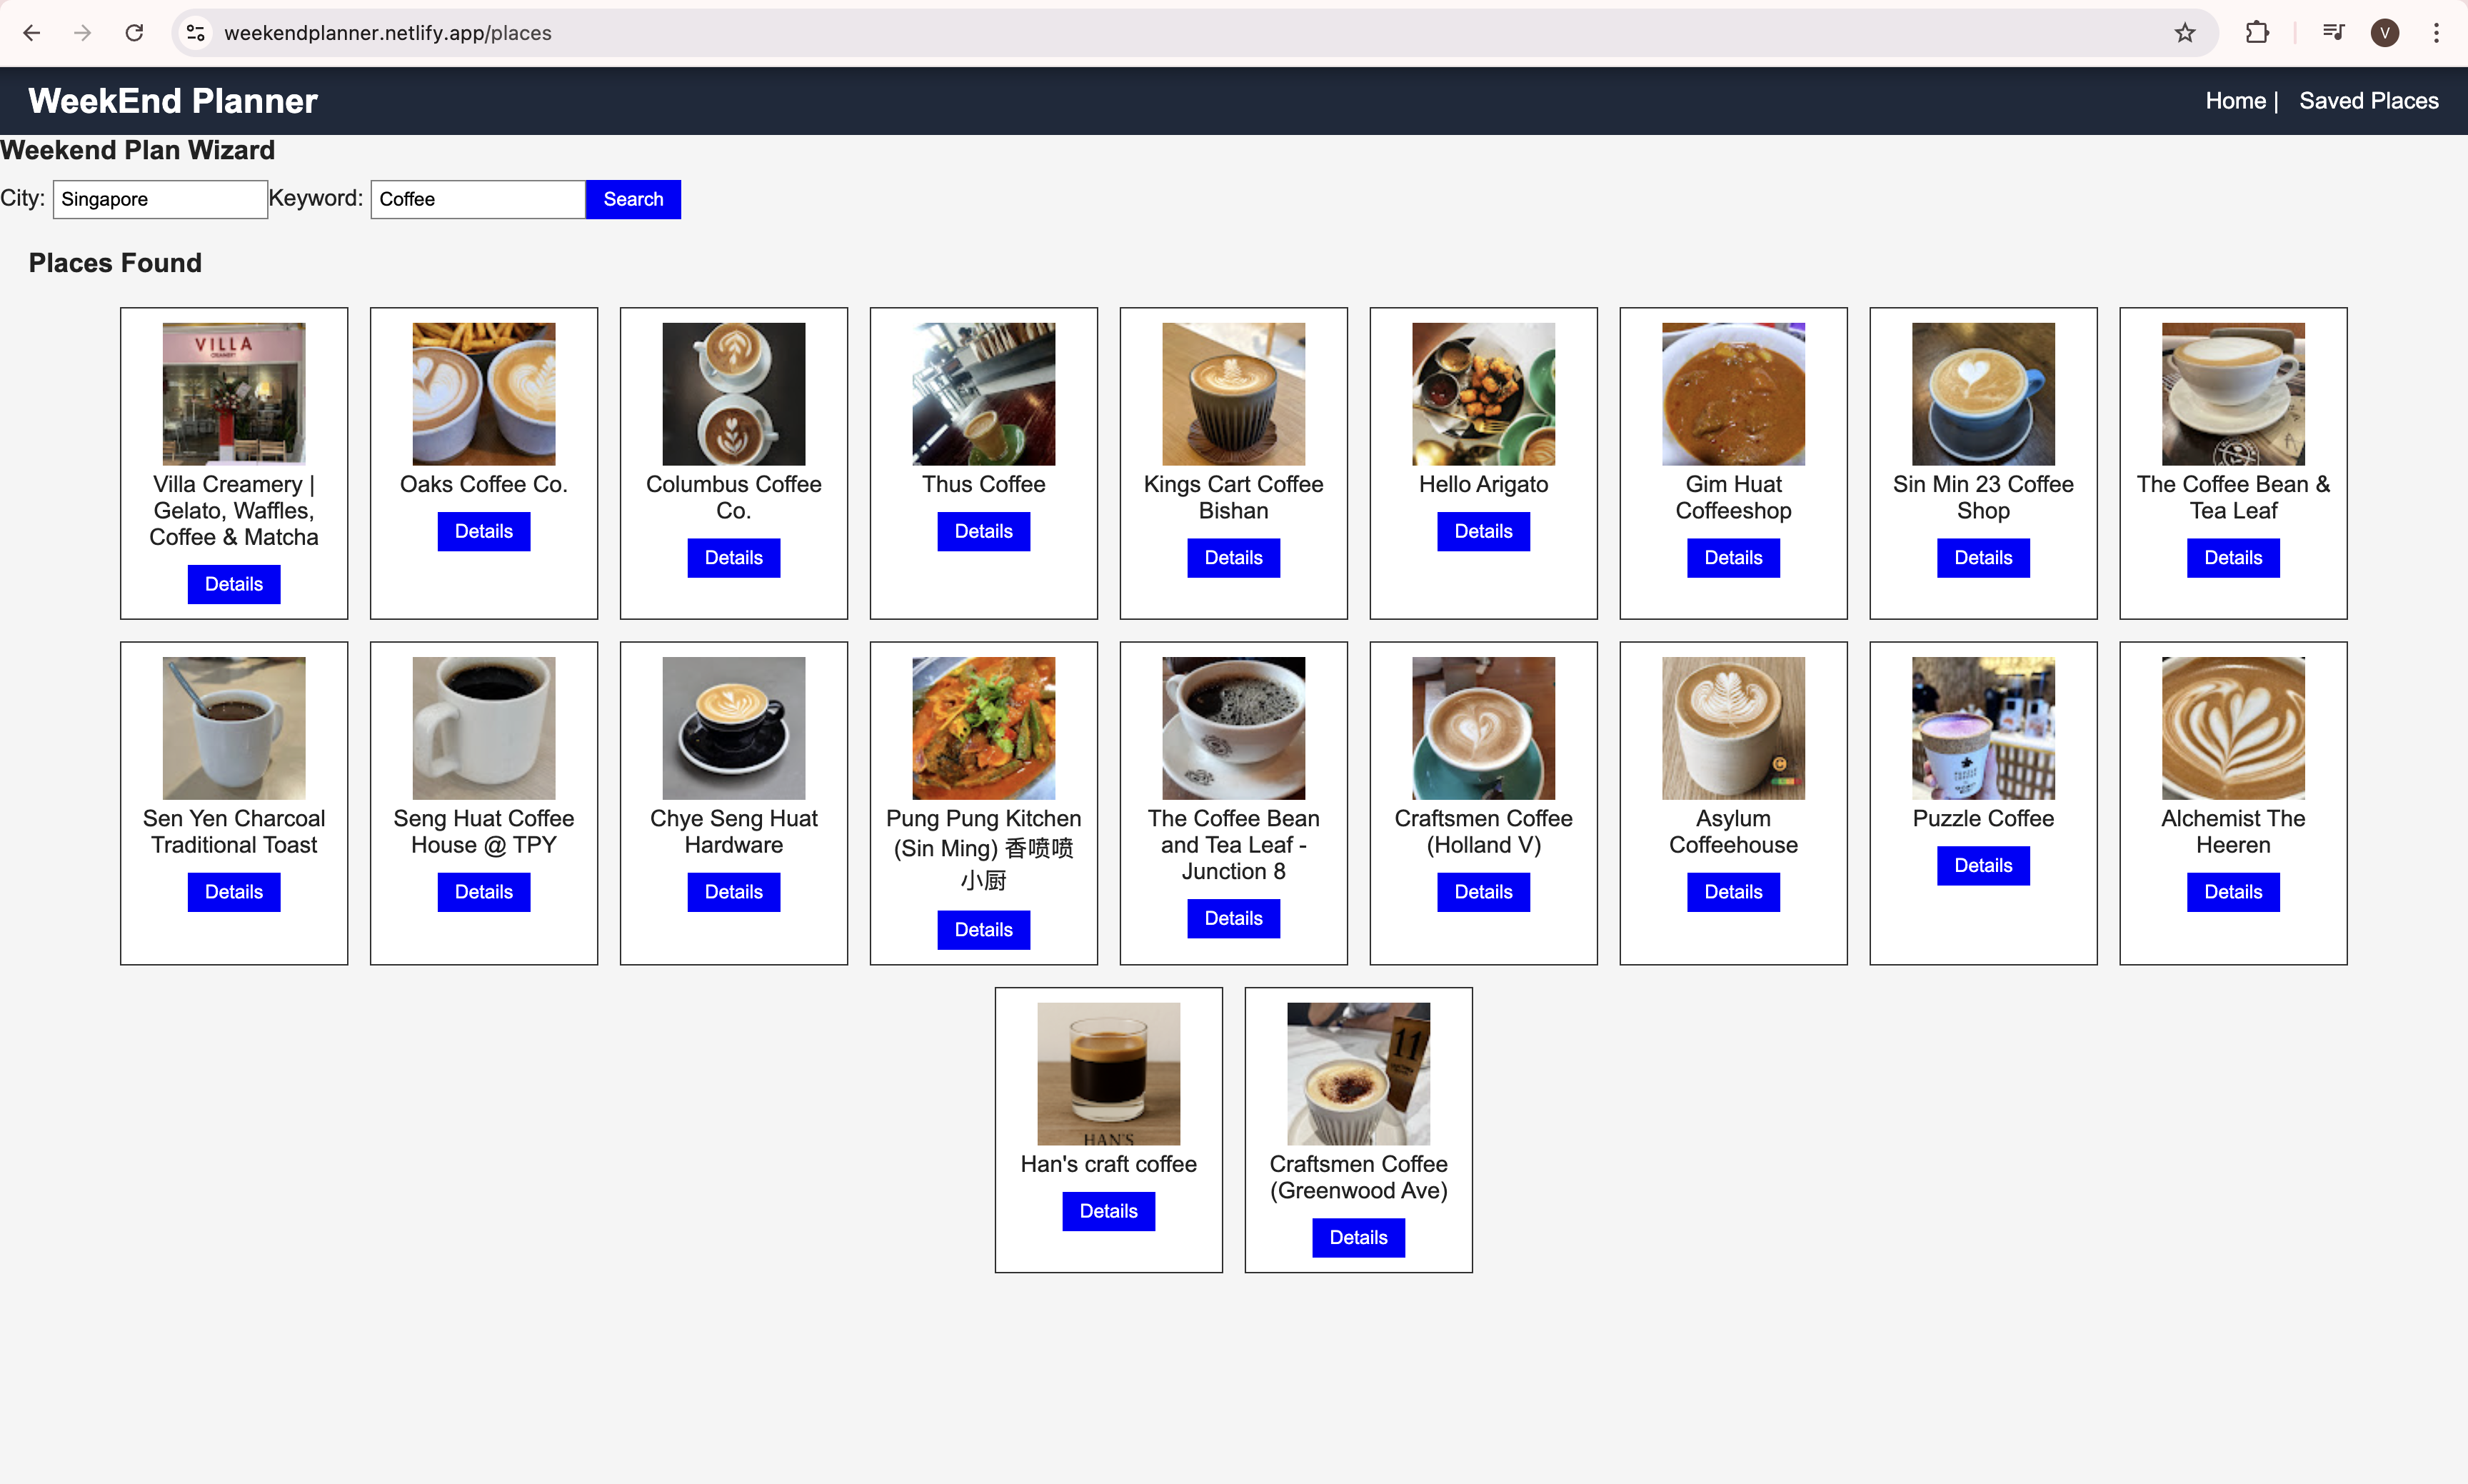 weekendplanner.netlify.app/places
V
WeekEnd Planner
Home |
Saved Places
Weekend Plan Wizard
City:
Singapore
Keyword:
Coffee
Search
Places Found
VILLA
Villa Creamery |
Gelato, Waffles,
Coffee & Matcha
Details
Oaks Coffee Co.
Details
Columbus Coffee
Co.
Details
Thus Coffee
Details
Kings Cart Coffee
Bishan
Details
Hello Arigato
Details
Gim Huat
Coffeeshop
Details
Sin Min 23 Coffee
Shop
Details
The Coffee Bean &
Tea Leaf
Details
Sen Yen Charcoal
Traditional Toast
Details
Seng Huat Coffee
House @ TPY
Details
Chye Seng Huat
Hardware
Details
Pung Pung Kitchen
(Sin Ming) 香喷喷
小厨
Details
The Coffee Bean
and Tea Leaf -
Junction 8
Details
Craftsmen Coffee
(Holland V)
Details
Asylum
Coffeehouse
Details
Puzzle Coffee
Details
Alchemist The
Heeren
Details
HAN'S
Han's craft coffee
Details
11
Craftsmen Coffee
(Greenwood Ave)
Details